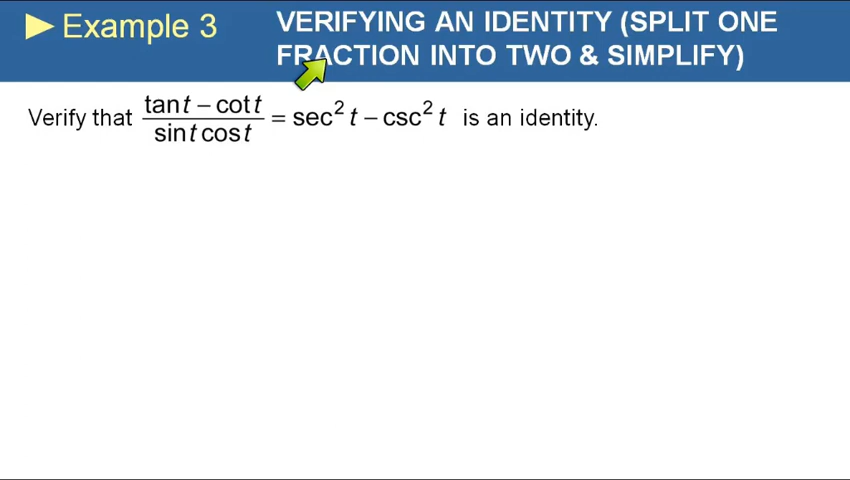 ► Example 3
VERIFYING AN IDENTITY (SPLIT ONE
FRACTION INTO TWO & SIMPLIFY)
Verify that (tan t − cot t)/(sin t cos t) = sec² t − csc² t is an identity.